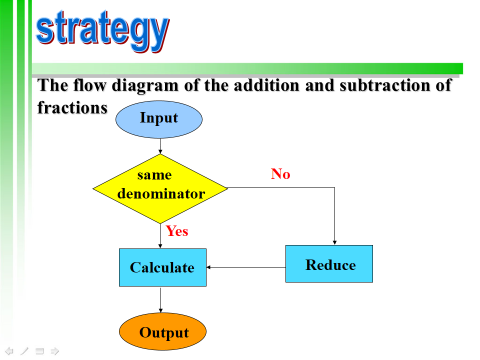 strategy
The flow diagram of the addition and subtraction of
fractions
Input
same
denominator
No
Yes
Calculate
Reduce
Output